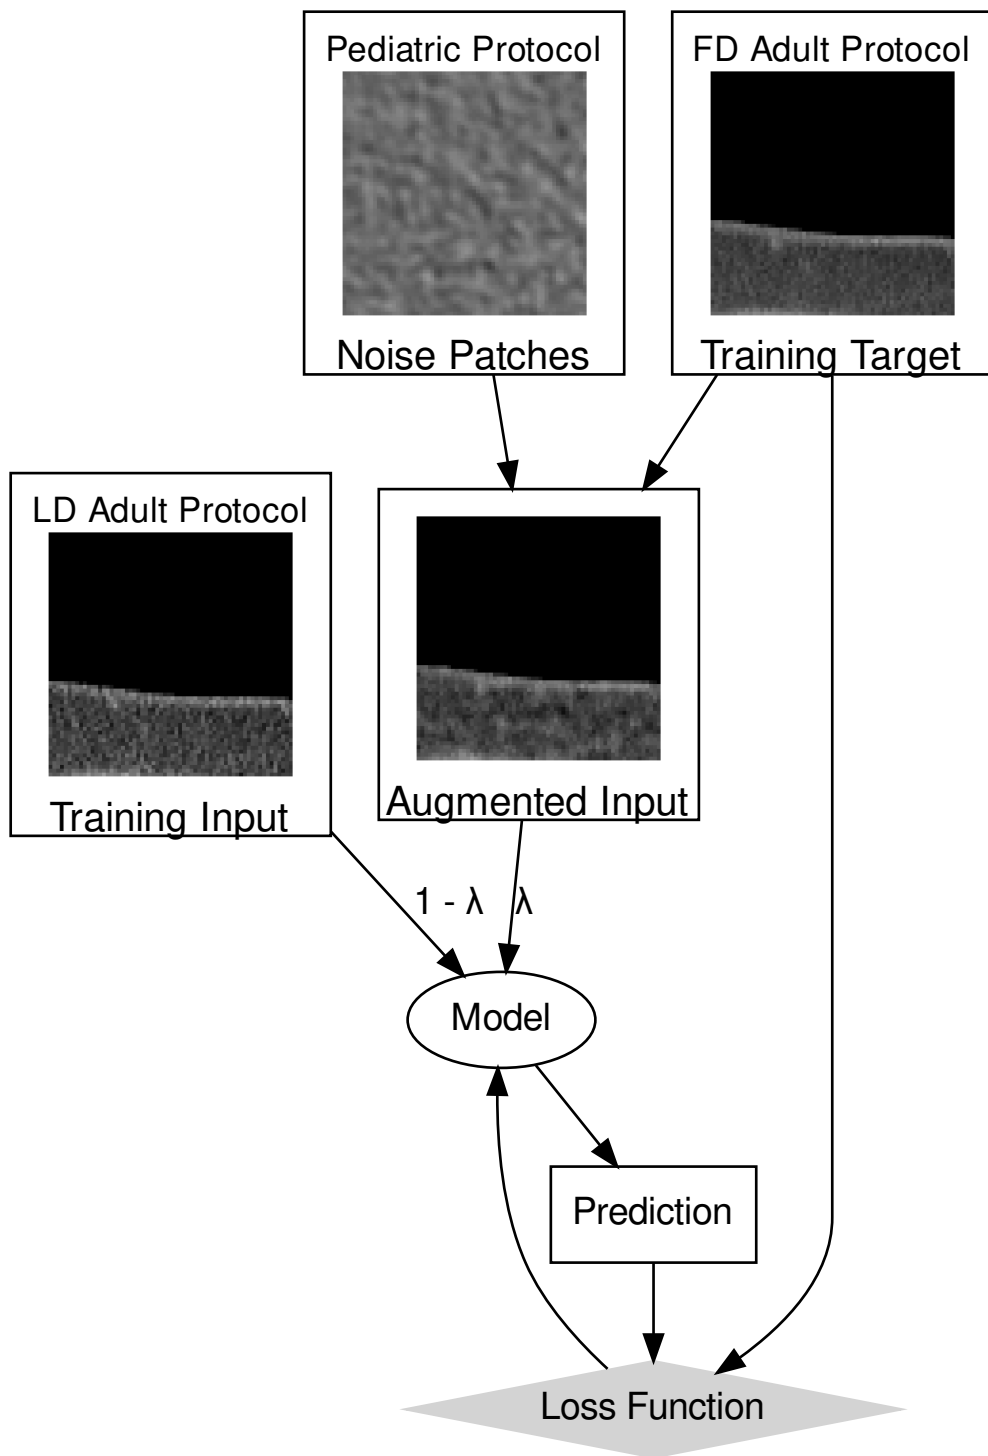 Pediatric Protocol
Noise Patches
FD Adult Protocol
Training Target
LD Adult Protocol
Training Input
Augmented Input
1 - λ
λ
Model
Prediction
Loss Function